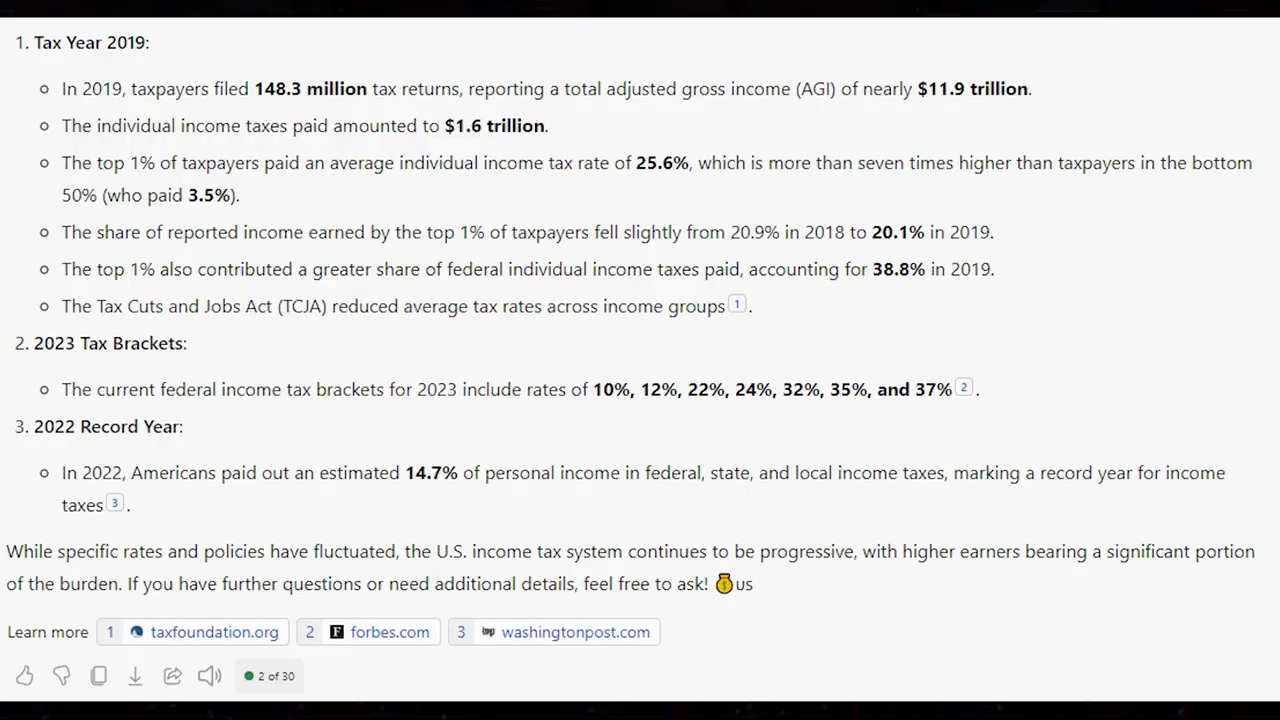 1. Tax Year 2019:
○ In 2019, taxpayers filed 148.3 million tax returns, reporting a total adjusted gross income (AGI) of nearly $11.9 trillion.
○ The individual income taxes paid amounted to $1.6 trillion.
○ The top 1% of taxpayers paid an average individual income tax rate of 25.6%, which is more than seven times higher than taxpayers in the bottom
50% (who paid 3.5%).
○ The share of reported income earned by the top 1% of taxpayers fell slightly from 20.9% in 2018 to 20.1% in 2019.
○ The top 1% also contributed a greater share of federal individual income taxes paid, accounting for 38.8% in 2019.
○ The Tax Cuts and Jobs Act (TCJA) reduced average tax rates across income groups 1 .
2. 2023 Tax Brackets:
○ The current federal income tax brackets for 2023 include rates of 10%, 12%, 22%, 24%, 32%, 35%, and 37% 2 .
3. 2022 Record Year:
○ In 2022, Americans paid out an estimated 14.7% of personal income in federal, state, and local income taxes, marking a record year for income
taxes 3 .
While specific rates and policies have fluctuated, the U.S. income tax system continues to be progressive, with higher earners bearing a significant portion
of the burden. If you have further questions or need additional details, feel free to ask! 💰us
Learn more 1 taxfoundation.org 2 F forbes.com 3 wp washingtonpost.com
2 of 30